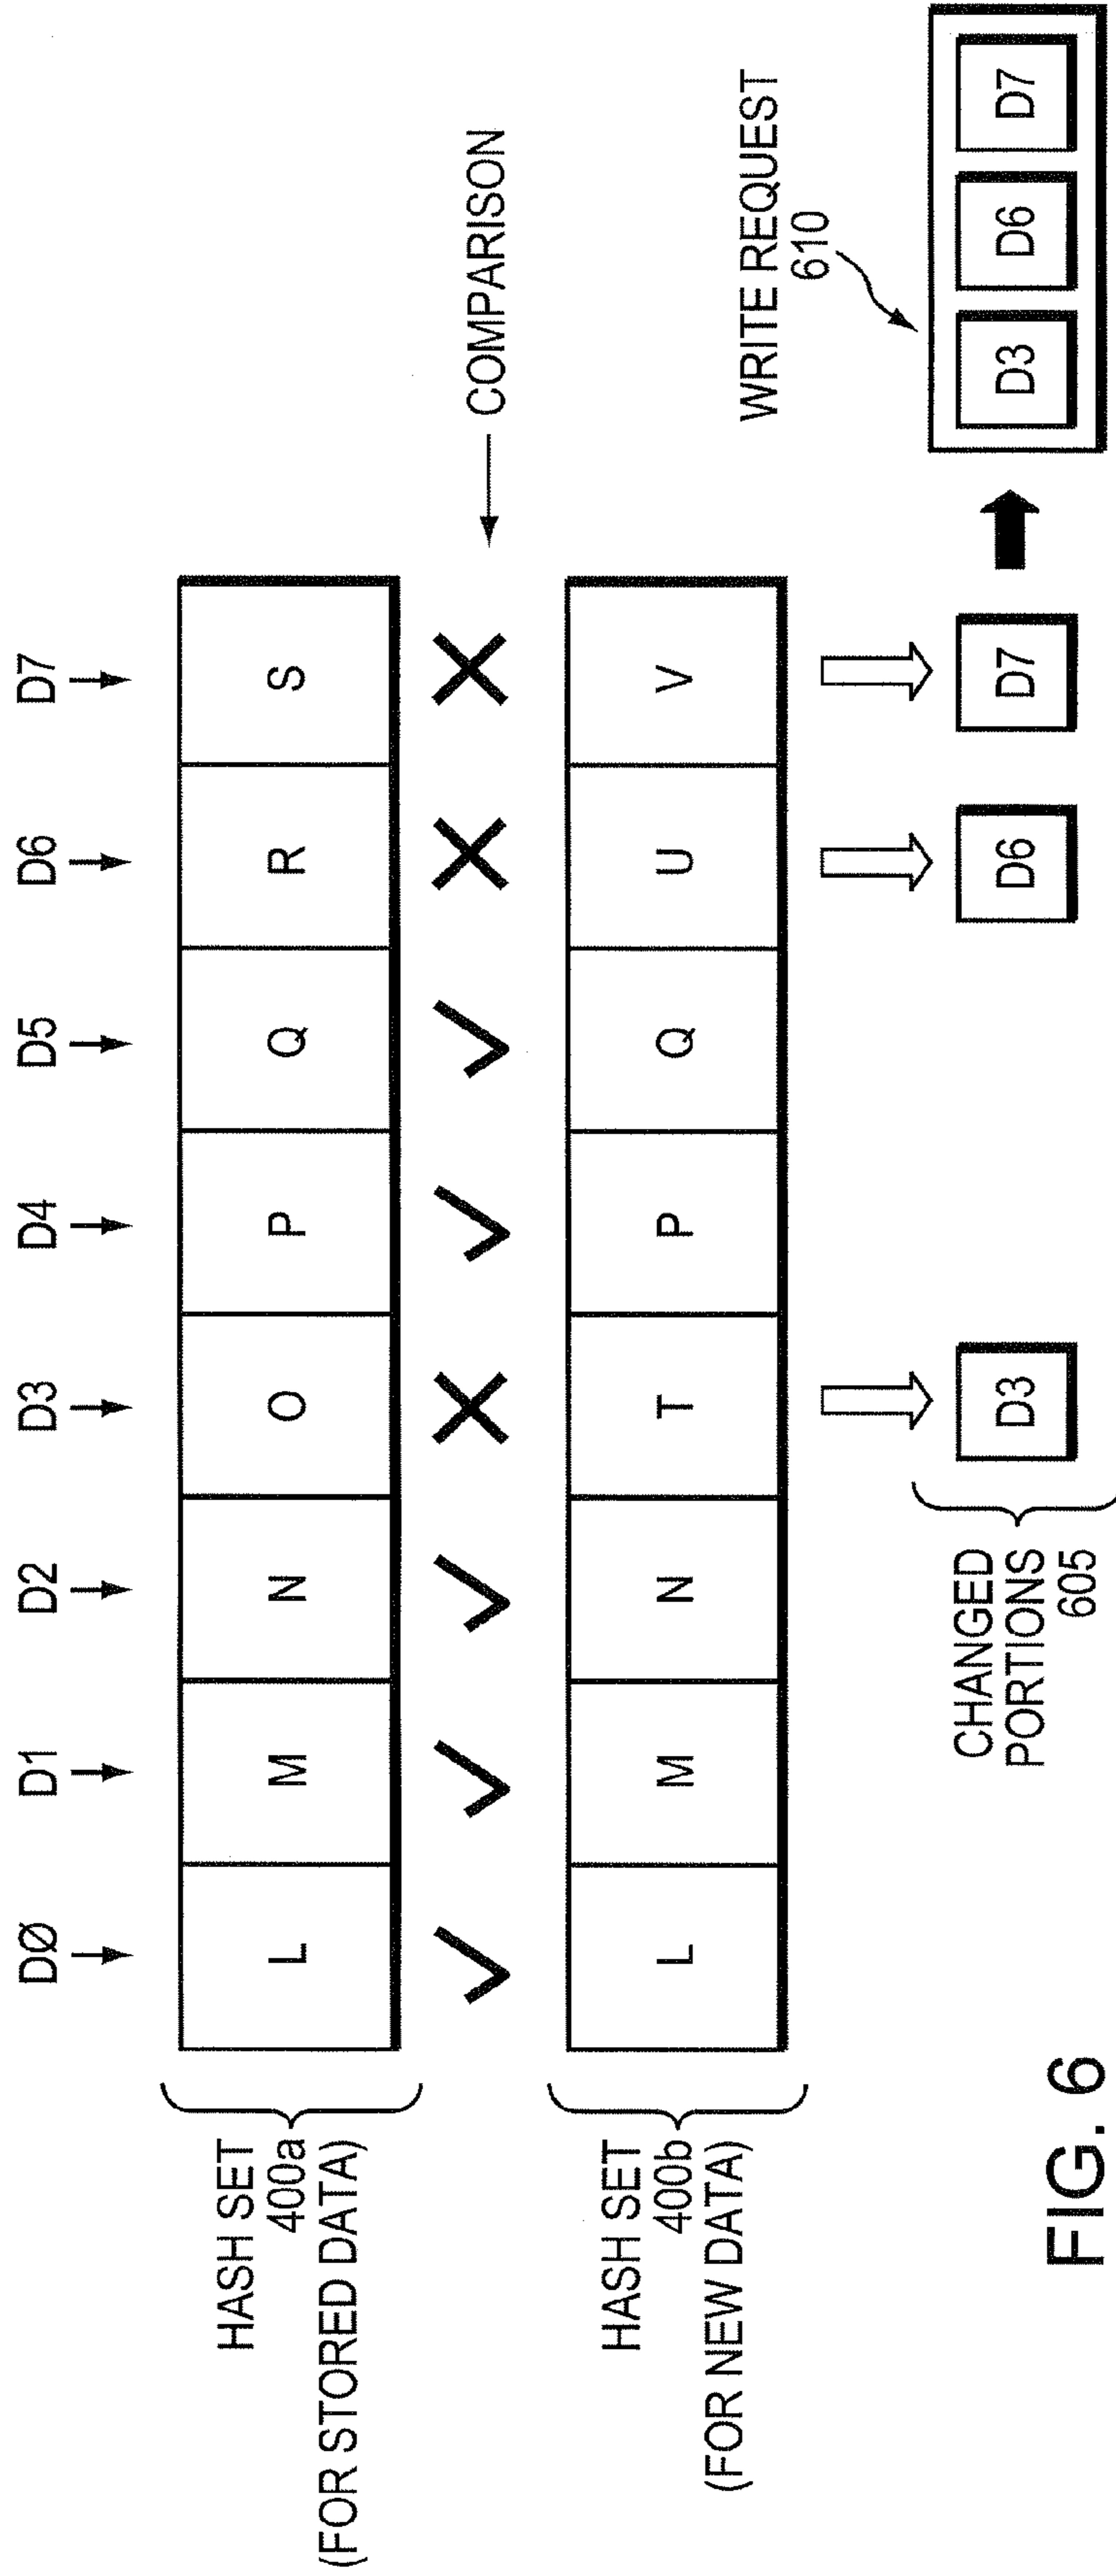 DØ D1 D2 D3 D4 D5 D6 D7
HASH SET
400a
(FOR STORED DATA)
L M N O P Q R S
COMPARISON
HASH SET
400b
(FOR NEW DATA)
L M N T P Q U V
WRITE REQUEST
610
CHANGED
PORTIONS
605
D3 D6 D7
D3 D6 D7
FIG. 6